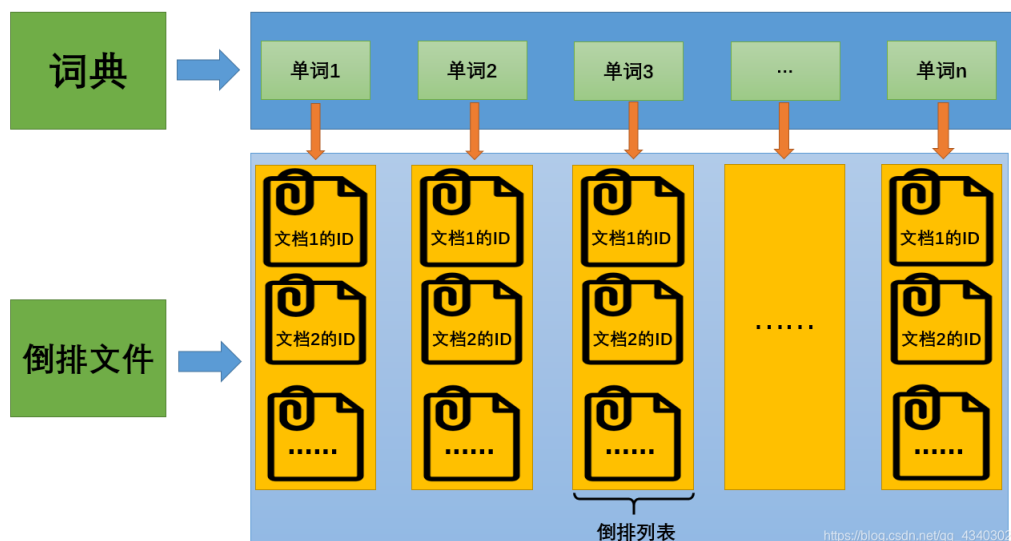 词典
单词1
单词2
单词3
...
单词n
文档1的ID
文档1的ID
文档1的ID
文档1的ID
倒排文件
文档2的ID
文档2的ID
文档2的ID
……
文档2的ID
……
……
……
……
倒排列表
https://blog.csdn.net/qq_4340302